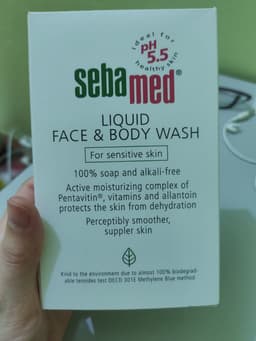 ideal for
pH
5.5
healthy skin
sebamed®
LIQUID
FACE & BODY WASH
For sensitive skin
100% soap and alkali-free
Active moisturizing complex of
Pentavitin®, vitamins and allantoin
protects the skin from dehydration
Perceptibly smoother,
suppler skin
Kind to the environment due to almost 100% biodegrad-
able tensides test OECD 301E Methylene Blue method